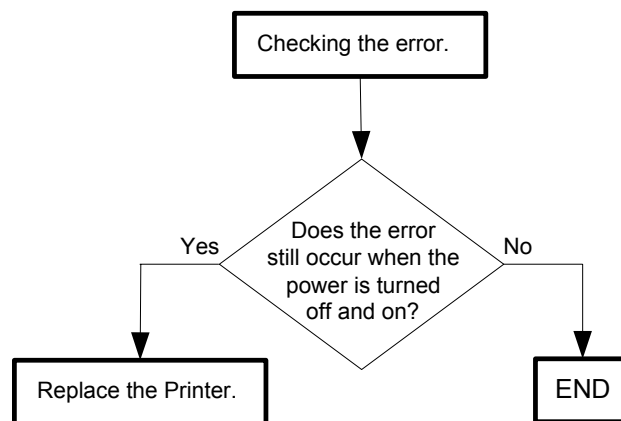 Checking the error.
Does the error
still occur when the
power is turned
off and on?
Yes
No
Replace the Printer.
END